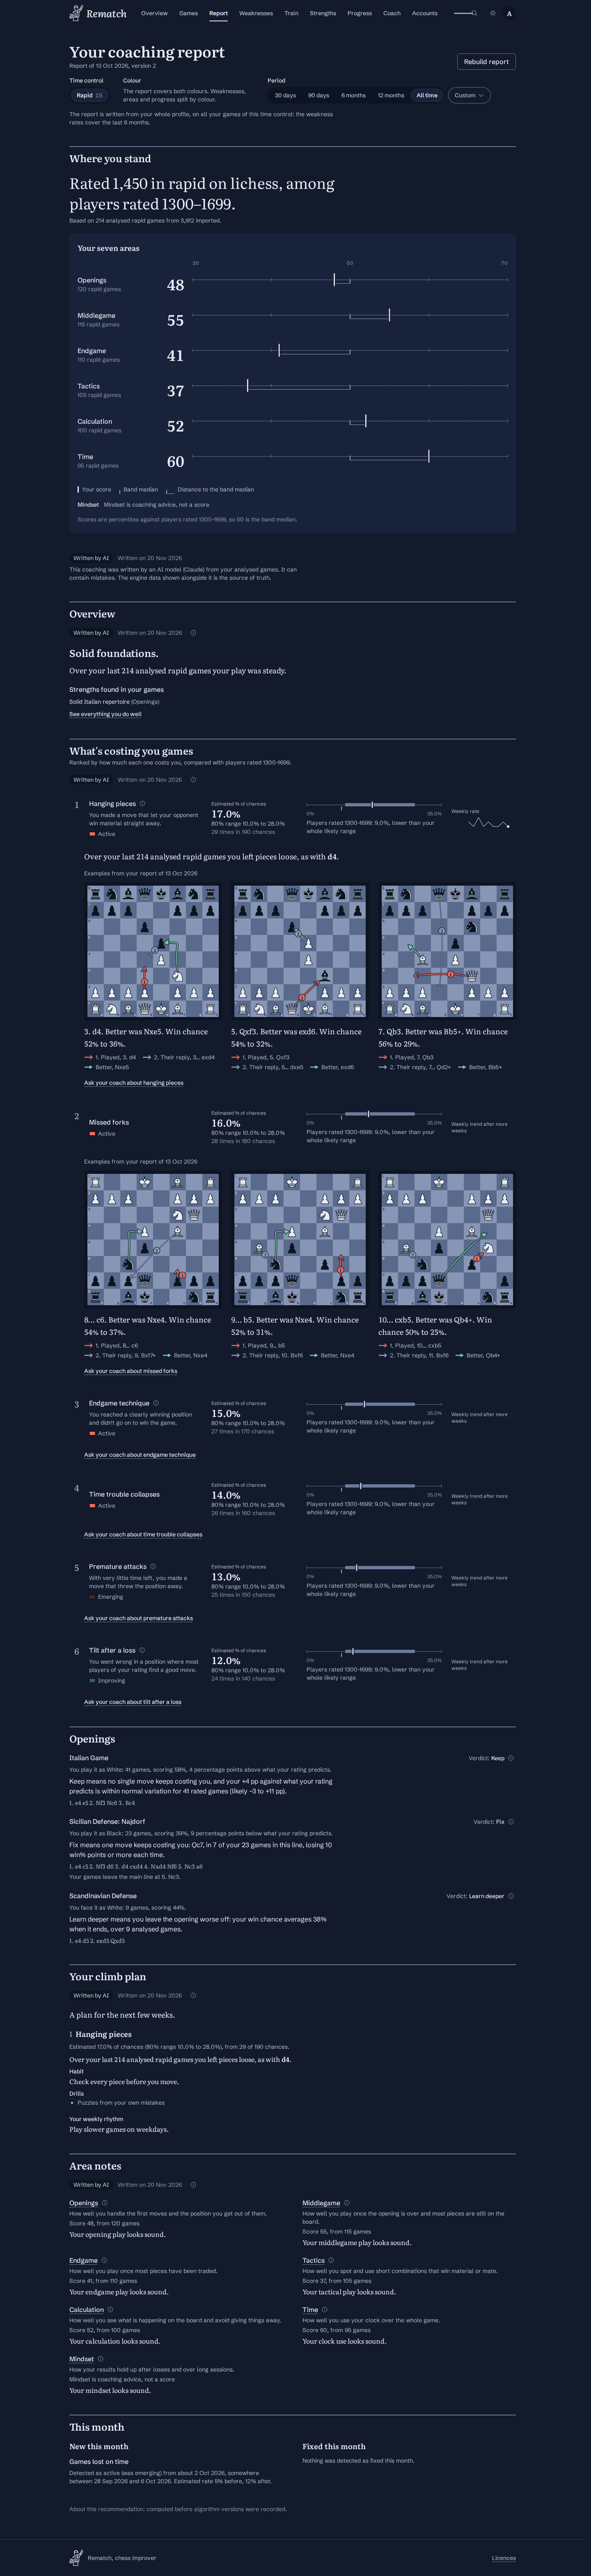 Rematch
Overview Games Report Weaknesses Train Strengths Progress Coach Accounts
A
Your coaching report
Report of 13 Oct 2026, version 2
Rebuild report
Time control
Rapid 15
Colour
The report covers both colours. Weaknesses,
areas and progress split by colour.
Period
30 days 90 days 6 months 12 months All time Custom
The report is written from your whole profile, on all your games of this time control; the weakness
rates cover the last 6 months.
Where you stand
Rated 1,450 in rapid on lichess, among
players rated 1300–1699.
Based on 214 analysed rapid games from 3,912 imported.
Your seven areas
30 50 70
Openings
120 rapid games
48
Middlegame
115 rapid games
55
Endgame
110 rapid games
41
Tactics
105 rapid games
37
Calculation
100 rapid games
52
Time
95 rapid games
60
Your score Band median Distance to the band median
Mindset Mindset is coaching advice, not a score
Scores are percentiles against players rated 1300-1699, so 50 is the band median.
Written by AI Written on 20 Nov 2026
This coaching was written by an AI model (Claude) from your analysed games. It can
contain mistakes. The engine data shown alongside it is the source of truth.
Overview
Written by AI Written on 20 Nov 2026
Solid foundations.
Over your last 214 analysed rapid games your play was steady.
Strengths found in your games
Solid Italian repertoire (Openings)
See everything you do well
What's costing you games
Ranked by how much each one costs you, compared with players rated 1300-1699.
Written by AI Written on 20 Nov 2026
1 Hanging pieces
You made a move that let your opponent
win material straight away.
Active
Estimated % of chances
17.0%
80% range 10.0% to 28.0%
29 times in 190 chances
0% 35.0%
Players rated 1300-1699: 9.0%, lower than your
whole likely range
Weekly rate
Over your last 214 analysed rapid games you left pieces loose, as with d4.
Examples from your report of 13 Oct 2026
3. d4. Better was Nxe5. Win chance
52% to 36%.
1. Played, 3. d4 2. Their reply, 3… exd4
Better, Nxe5
5. Qxf3. Better was exd6. Win chance
54% to 32%.
1. Played, 5. Qxf3
2. Their reply, 5… dxe5 Better, exd6
7. Qb3. Better was Bb5+. Win chance
56% to 29%.
1. Played, 7. Qb3
2. Their reply, 7… Qd2+ Better, Bb5+
Ask your coach about hanging pieces
2 Missed forks
Active
Estimated % of chances
16.0%
80% range 10.0% to 28.0%
28 times in 180 chances
0% 35.0%
Players rated 1300-1699: 9.0%, lower than your
whole likely range
Weekly trend after more
weeks
Examples from your report of 13 Oct 2026
8… c6. Better was Nxe4. Win chance
54% to 37%.
1. Played, 8… c6
2. Their reply, 9. Bxf7+ Better, Nxe4
9… b5. Better was Nxe4. Win chance
52% to 31%.
1. Played, 9… b5
2. Their reply, 10. Bxf6 Better, Nxe4
10… cxb5. Better was Qb4+. Win
chance 50% to 25%.
1. Played, 10… cxb5
2. Their reply, 11. Bxf6 Better, Qb4+
Ask your coach about missed forks
3 Endgame technique
You reached a clearly winning position
and didn't go on to win the game.
Active
Estimated % of chances
15.0%
80% range 10.0% to 28.0%
27 times in 170 chances
0% 35.0%
Players rated 1300-1699: 9.0%, lower than your
whole likely range
Weekly trend after more
weeks
Ask your coach about endgame technique
4 Time trouble collapses
Active
Estimated % of chances
14.0%
80% range 10.0% to 28.0%
26 times in 160 chances
0% 35.0%
Players rated 1300-1699: 9.0%, lower than your
whole likely range
Weekly trend after more
weeks
Ask your coach about time trouble collapses
5 Premature attacks
With very little time left, you made a
move that threw the position away.
Emerging
Estimated % of chances
13.0%
80% range 10.0% to 28.0%
25 times in 150 chances
0% 35.0%
Players rated 1300-1699: 9.0%, lower than your
whole likely range
Weekly trend after more
weeks
Ask your coach about premature attacks
6 Tilt after a loss
You went wrong in a position where most
players of your rating find a good move.
Improving
Estimated % of chances
12.0%
80% range 10.0% to 28.0%
24 times in 140 chances
0% 35.0%
Players rated 1300-1699: 9.0%, lower than your
whole likely range
Weekly trend after more
weeks
Ask your coach about tilt after a loss
Openings
Italian Game
Verdict: Keep
You play it as White: 41 games, scoring 58%, 4 percentage points above what your rating predicts.
Keep means no single move keeps costing you, and your +4 pp against what your rating
predicts is within normal variation for 41 rated games (likely −3 to +11 pp).
1. e4 e5 2. Nf3 Nc6 3. Bc4
Sicilian Defense: Najdorf
Verdict: Fix
You play it as Black: 23 games, scoring 39%, 9 percentage points below what your rating predicts.
Fix means one move keeps costing you: Qc7, in 7 of your 23 games in this line, losing 10
win% points or more each time.
1. e4 c5 2. Nf3 d6 3. d4 cxd4 4. Nxd4 Nf6 5. Nc3 a6
Your games leave the main line at 5. Nc3.
Scandinavian Defense
Verdict: Learn deeper
You face it as White: 9 games, scoring 44%.
Learn deeper means you leave the opening worse off: your win chance averages 38%
when it ends, over 9 analysed games.
1. e4 d5 2. exd5 Qxd5
Your climb plan
Written by AI Written on 20 Nov 2026
A plan for the next few weeks.
1 Hanging pieces
Estimated 17.0% of chances (80% range 10.0% to 28.0%), from 29 of 190 chances.
Over your last 214 analysed rapid games you left pieces loose, as with d4.
Habit
Check every piece before you move.
Drills
• Puzzles from your own mistakes
Your weekly rhythm
Play slower games on weekdays.
Area notes
Written by AI Written on 20 Nov 2026
Openings
How well you handle the first moves and the position you get out of them.
Score 48, from 120 games
Your opening play looks sound.
Middlegame
How well you play once the opening is over and most pieces are still on the
board.
Score 55, from 115 games
Your middlegame play looks sound.
Endgame
How well you play once most pieces have been traded.
Score 41, from 110 games
Your endgame play looks sound.
Tactics
How well you spot and use short combinations that win material or mate.
Score 37, from 105 games
Your tactical play looks sound.
Calculation
How well you see what is happening on the board and avoid giving things away.
Score 52, from 100 games
Your calculation looks sound.
Time
How well you use your clock over the whole game.
Score 60, from 95 games
Your clock use looks sound.
Mindset
How your results hold up after losses and over long sessions.
Mindset is coaching advice, not a score
Your mindset looks sound.
This month
New this month
Games lost on time
Detected as active (was emerging) from about 2 Oct 2026, somewhere
between 28 Sep 2026 and 6 Oct 2026. Estimated rate 5% before, 12% after.
Fixed this month
Nothing was detected as fixed this month.
About this recommendation: computed before algorithm versions were recorded.
Rematch, chess improver
Licences